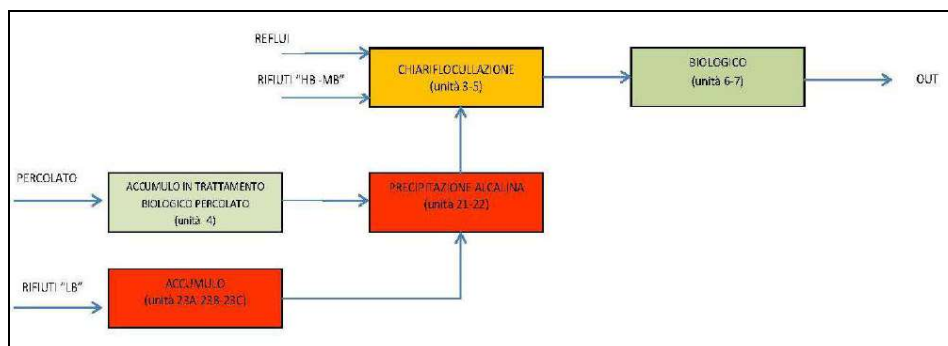 REFLUI
RIFIUTI "HB -MB"
CHIARIFLOCULLAZIONE
(unità 3-5)
BIOLOGICO
(unità 6-7)
OUT
PERCOLATO
ACCUMULO IN TRATTAMENTO
BIOLOGICO PERCOLATO
(unità 4)
PRECIPITAZIONE ALCALINA
(unità 21-22)
RIFIUTI "LB"
ACCUMULO
(unità 23A 23B-23C)